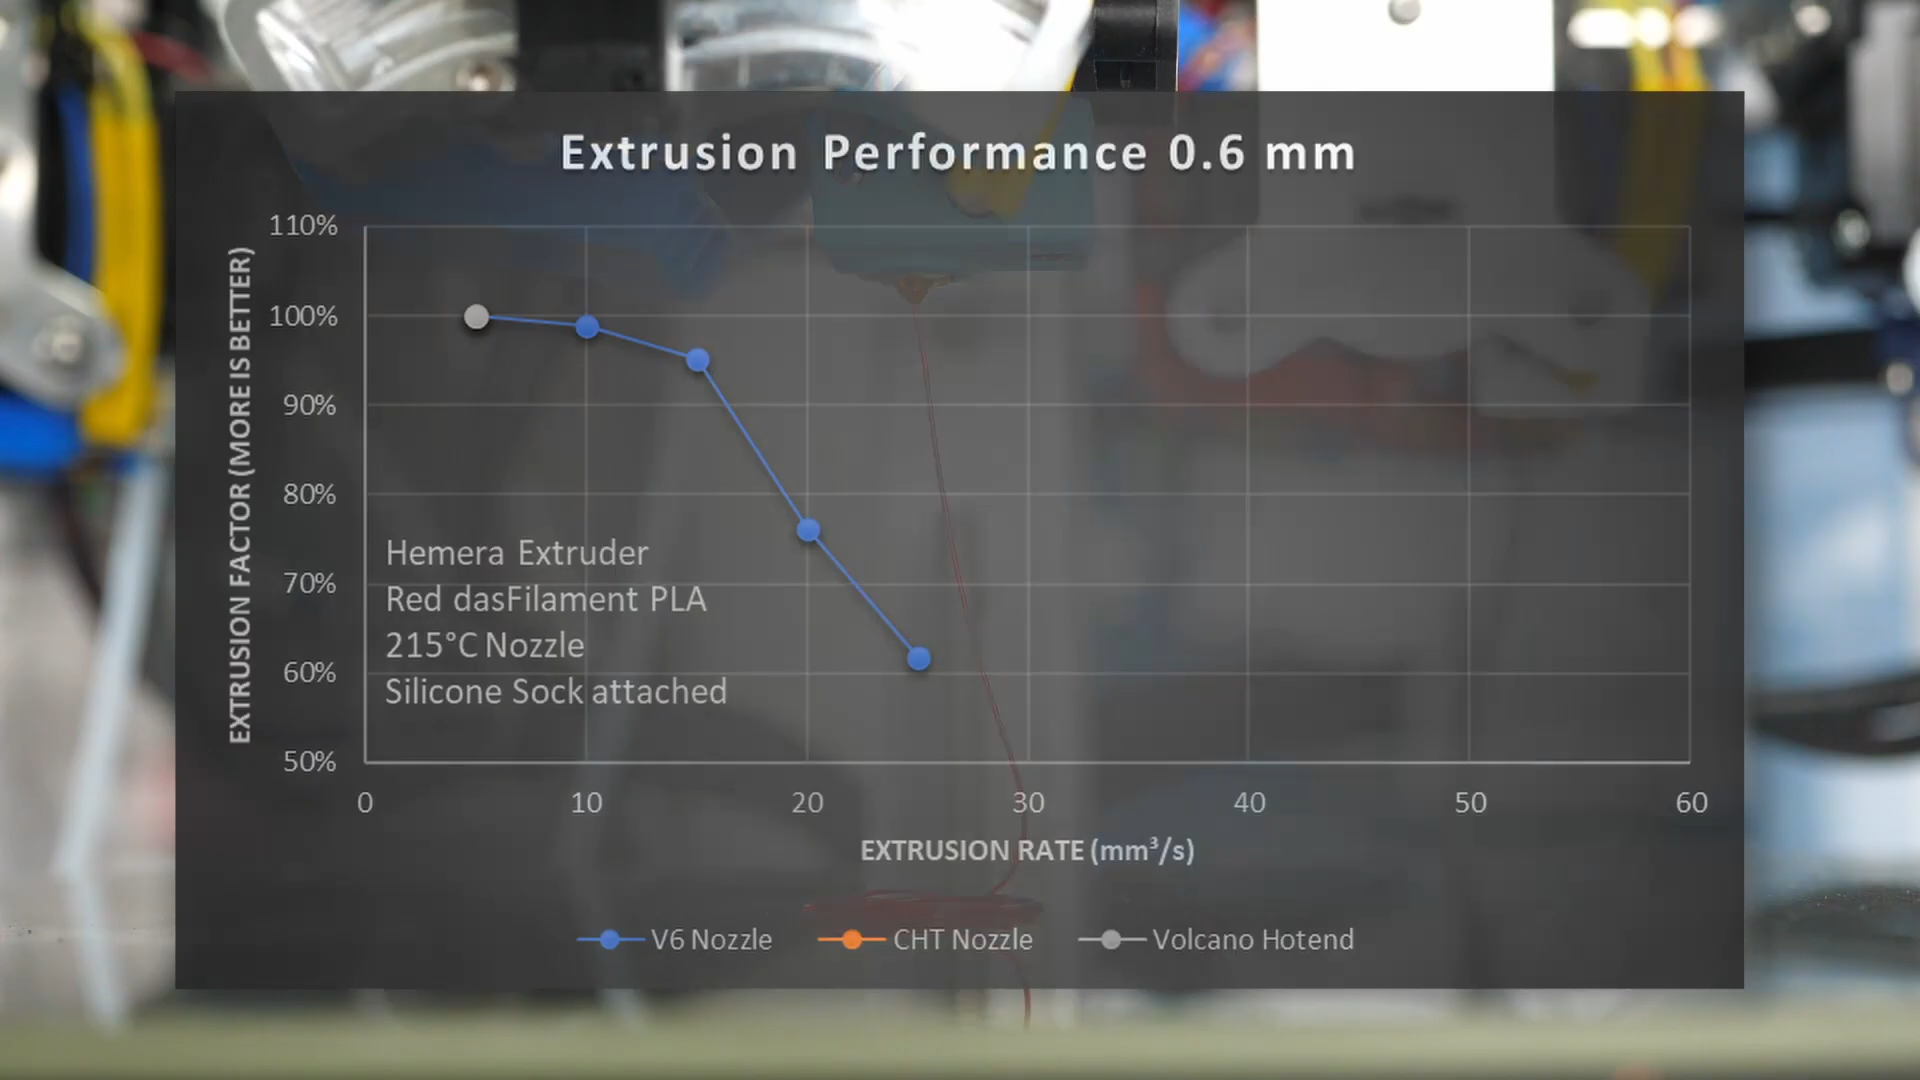 Extrusion Performance 0.6 mm
EXTRUSION FACTOR (MORE IS BETTER)
110%
100%
90%
80%
70%
60%
50%
Hemera Extruder
Red dasFilament PLA
215°C Nozzle
Silicone Sock attached
0 10 20 30 40 50 60
EXTRUSION RATE (mm³/s)
V6 Nozzle CHT Nozzle Volcano Hotend